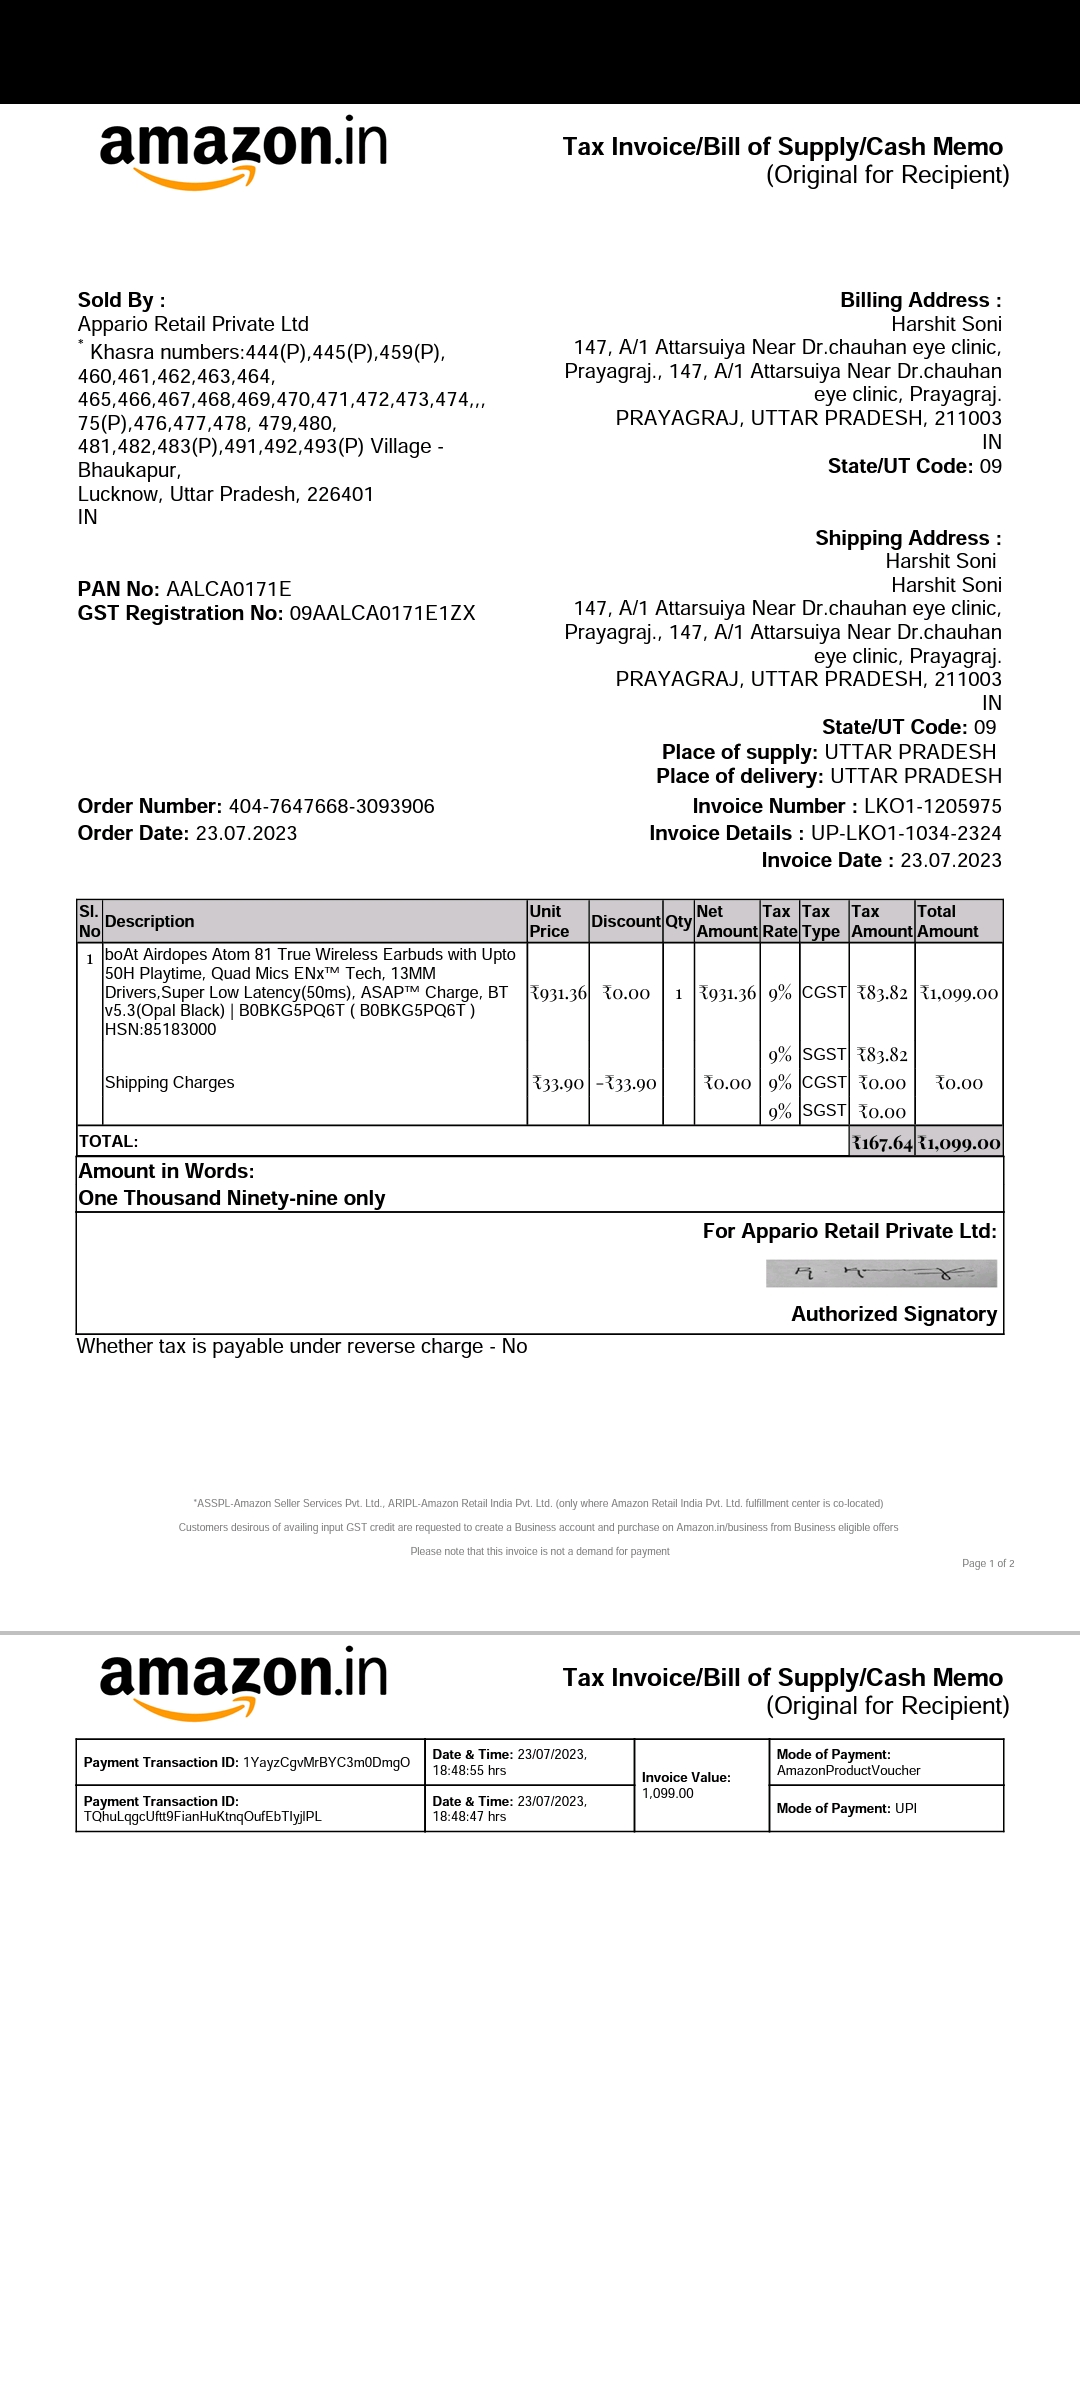 amazon.in
Tax Invoice/Bill of Supply/Cash Memo
(Original for Recipient)
Sold By :
Appario Retail Private Ltd
* Khasra numbers:444(P),445(P),459(P),
460,461,462,463,464,
465,466,467,468,469,470,471,472,473,474,,,
75(P),476,477,478, 479,480,
481,482,483(P),491,492,493(P) Village -
Bhaukapur,
Lucknow, Uttar Pradesh, 226401
IN
PAN No: AALCA0171E
GST Registration No: 09AALCA0171E1ZX
Billing Address :
Harshit Soni
147, A/1 Attarsuiya Near Dr.chauhan eye clinic,
Prayagraj., 147, A/1 Attarsuiya Near Dr.chauhan
eye clinic, Prayagraj.
PRAYAGRAJ, UTTAR PRADESH, 211003
IN
State/UT Code: 09
Shipping Address :
Harshit Soni
Harshit Soni
147, A/1 Attarsuiya Near Dr.chauhan eye clinic,
Prayagraj., 147, A/1 Attarsuiya Near Dr.chauhan
eye clinic, Prayagraj.
PRAYAGRAJ, UTTAR PRADESH, 211003
IN
State/UT Code: 09
Place of supply: UTTAR PRADESH
Place of delivery: UTTAR PRADESH
Order Number: 404-7647668-3093906
Order Date: 23.07.2023
Invoice Number : LKO1-1205975
Invoice Details : UP-LKO1-1034-2324
Invoice Date : 23.07.2023
Sl. No Description Unit Price Discount Qty Net Amount Tax Rate Tax Type Tax Amount Total Amount
1 boAt Airdopes Atom 81 True Wireless Earbuds with Upto
50H Playtime, Quad Mics ENx™ Tech, 13MM
Drivers,Super Low Latency(50ms), ASAP™ Charge, BT ₹931.36 ₹0.00 1 ₹931.36 9% CGST ₹83.82 ₹1,099.00
v5.3(Opal Black) | B0BKG5PQ6T ( B0BKG5PQ6T )
HSN:85183000
9% SGST ₹83.82
Shipping Charges ₹33.90 -₹33.90 ₹0.00 9% CGST ₹0.00 ₹0.00
9% SGST ₹0.00
TOTAL: ₹167.64 ₹1,099.00
Amount in Words:
One Thousand Ninety-nine only
For Appario Retail Private Ltd:
Authorized Signatory
Whether tax is payable under reverse charge - No
*ASSPL-Amazon Seller Services Pvt. Ltd., ARIPL-Amazon Retail India Pvt. Ltd. (only where Amazon Retail India Pvt. Ltd. fulfillment center is co-located)
Customers desirous of availing input GST credit are requested to create a Business account and purchase on Amazon.in/business from Business eligible offers
Please note that this invoice is not a demand for payment
Page 1 of 2
amazon.in
Tax Invoice/Bill of Supply/Cash Memo
(Original for Recipient)
Payment Transaction ID: 1YayzCgvMrBYC3m0DmgO
Date & Time: 23/07/2023,
18:48:55 hrs
Invoice Value:
1,099.00
Mode of Payment:
AmazonProductVoucher
Payment Transaction ID:
TQhuLqgcUftt9FianHuKtnqOufEbTIyjlPL
Date & Time: 23/07/2023,
18:48:47 hrs
Mode of Payment: UPI